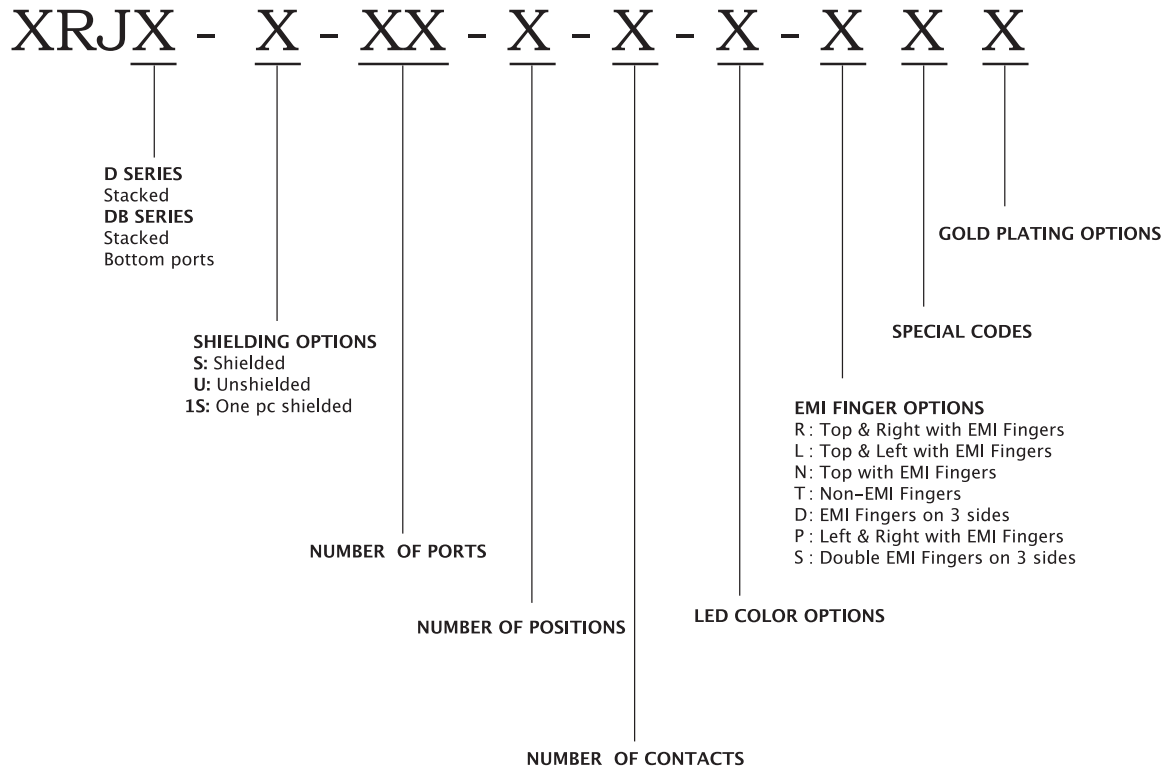 XRJX - X - XX - X - X - X - X X X
D SERIES
Stacked
DB SERIES
Stacked
Bottom ports
GOLD PLATING OPTIONS
SPECIAL CODES
SHIELDING OPTIONS
S: Shielded
U: Unshielded
1S: One pc shielded
EMI FINGER OPTIONS
R : Top & Right with EMI Fingers
L : Top & Left with EMI Fingers
N: Top with EMI Fingers
T : Non-EMI Fingers
D: EMI Fingers on 3 sides
P : Left & Right with EMI Fingers
S : Double EMI Fingers on 3 sides
NUMBER OF PORTS
LED COLOR OPTIONS
NUMBER OF POSITIONS
NUMBER OF CONTACTS